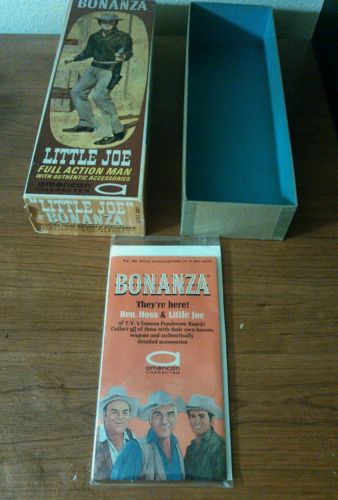 BONANZA
LITTLE JOE
FULL ACTION MAN
WITH AUTHENTIC ACCESSORIES
american
CHARACTER
"LITTLE JOE"
BONANZA
BONANZA
They're here!
Ben, Hoss & Little Joe
of T.V.'s famous Ponderosa Ranch!
Collect all of them with their own horses,
wagons and authentically
detailed accessories
american
CHARACTER